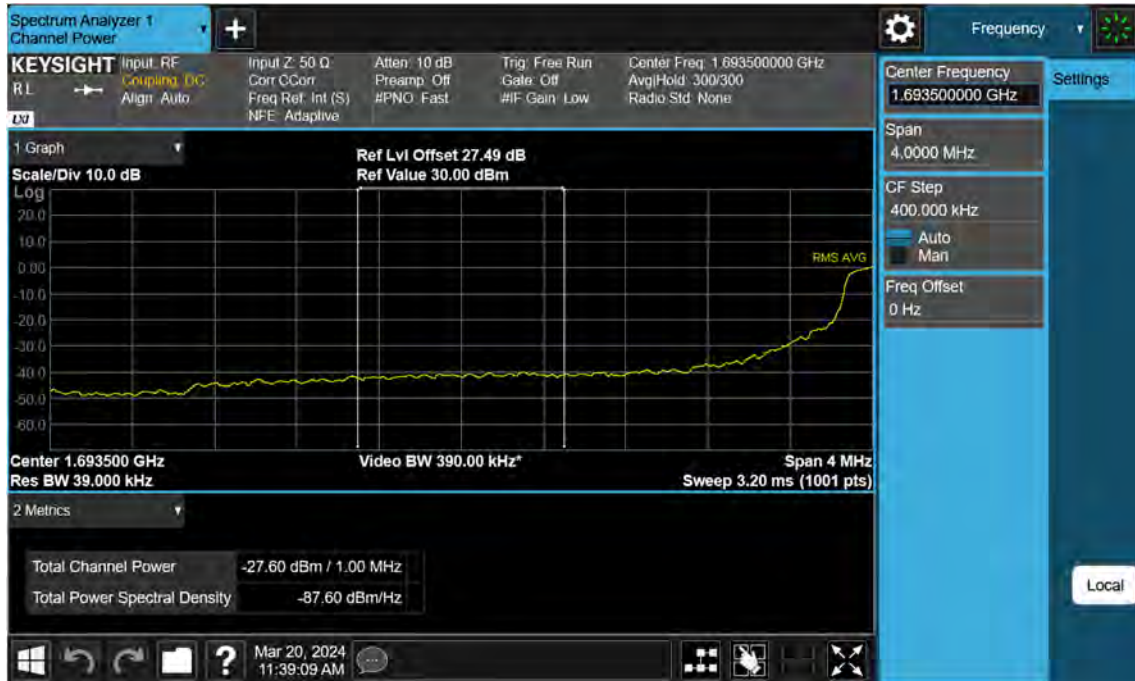 Spectrum Analyzer 1
Channel Power
Frequency
KEYSIGHT
RL
LXI
Input: RF
Coupling: DC
Align: Auto
Input Z: 50 Ω
Corr CCorr
Freq Ref: Int (S)
NFE: Adaptive
Atten: 10 dB
Preamp: Off
#PNO: Fast
Trig: Free Run
Gate: Off
#IF Gain: Low
Center Freq: 1.693500000 GHz
Avg|Hold: 300/300
Radio Std: None
1 Graph
Scale/Div 10.0 dB
Ref Lvl Offset 27.49 dB
Ref Value 30.00 dBm
Log
20.0
10.0
0.00
-10.0
-20.0
-30.0
-40.0
-50.0
-60.0
RMS AVG
Center 1.693500 GHz
Res BW 39.000 kHz
Video BW 390.00 kHz*
Span 4 MHz
Sweep 3.20 ms (1001 pts)
2 Metrics
Total Channel Power -27.60 dBm / 1.00 MHz
Total Power Spectral Density -87.60 dBm/Hz
Mar 20, 2024
11:39:09 AM
Center Frequency
1.693500000 GHz
Settings
Span
4.0000 MHz
CF Step
400.000 kHz
Auto
Man
Freq Offset
0 Hz
Local